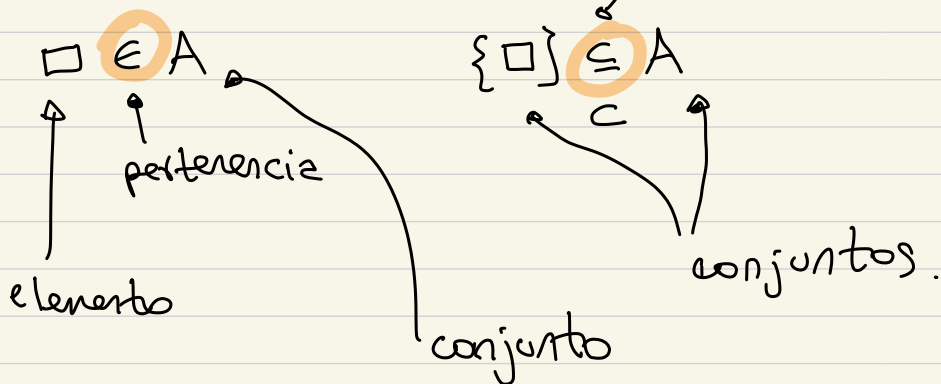 □ ∈ A
{□} ⊆ A
⊂
pertenencia
conjuntos.
elemento
conjunto